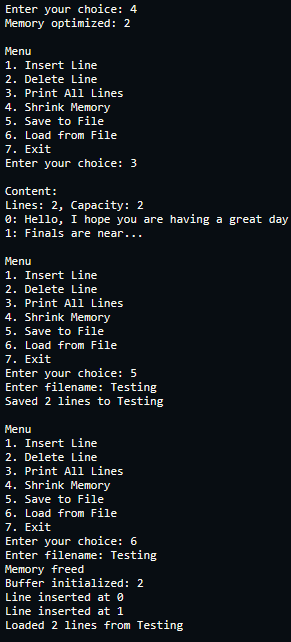 Enter your choice: 4
Memory optimized: 2
Menu
1. Insert Line
2. Delete Line
3. Print All Lines
4. Shrink Memory
5. Save to File
6. Load from File
7. Exit
Enter your choice: 3
Content:
Lines: 2, Capacity: 2
0: Hello, I hope you are having a great day
1: Finals are near...
Menu
1. Insert Line
2. Delete Line
3. Print All Lines
4. Shrink Memory
5. Save to File
6. Load from File
7. Exit
Enter your choice: 5
Enter filename: Testing
Saved 2 lines to Testing
Menu
1. Insert Line
2. Delete Line
3. Print All Lines
4. Shrink Memory
5. Save to File
6. Load from File
7. Exit
Enter your choice: 6
Enter filename: Testing
Memory freed
Buffer initialized: 2
Line inserted at 0
Line inserted at 1
Loaded 2 lines from Testing